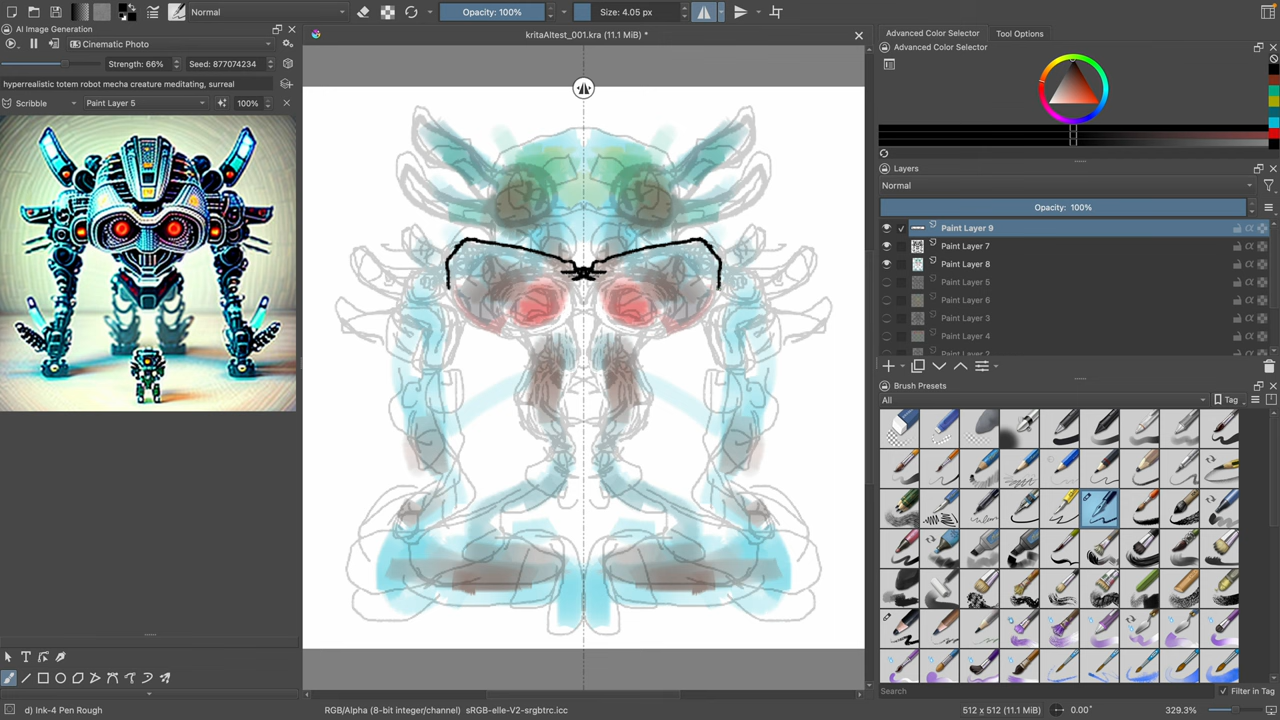 Normal
Opacity: 100%
Size: 4.05 px
AI Image Generation
kritaAItest_001.kra (11.1 MiB) *
Advanced Color Selector
Tool Options
Cinematic Photo
Advanced Color Selector
Strength: 66%
Seed: 877074234
hyperrealistic totem robot mecha creature meditating, surreal
Scribble
Paint Layer 5
100%
Layers
Normal
Opacity: 100%
Paint Layer 9
Paint Layer 7
Paint Layer 8
Paint Layer 5
Paint Layer 6
Paint Layer 3
Paint Layer 4
Paint Layer 2
Brush Presets
All
Tag
T
Search
Filter in Tag
d) Ink-4 Pen Rough
RGB/Alpha (8-bit integer/channel) sRGB-elle-V2-srgbtrc.icc
512 x 512 (11.1 MiB)
0.00°
329.3%